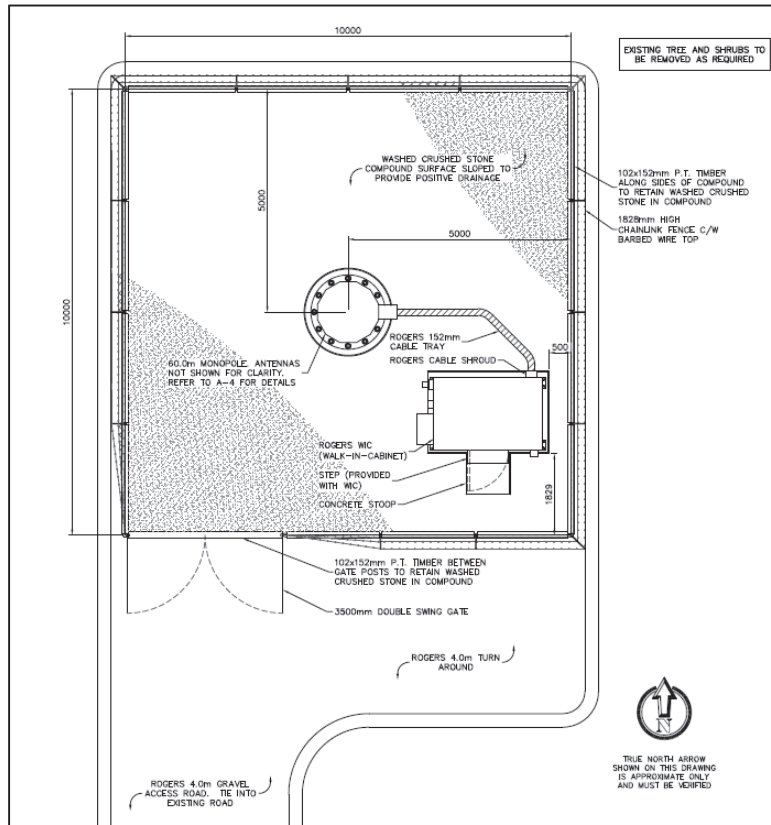 10000
EXISTING TREE AND SHRUBS TO
BE REMOVED AS REQUIRED
WASHED CRUSHED STONE
COMPOUND SURFACE SLOPED TO
PROVIDE POSITIVE DRAINAGE
102x152mm P.T. TIMBER
ALONG SIDES OF COMPOUND
TO RETAIN WASHED CRUSHED
STONE IN COMPOUND
1828mm HIGH
CHAINLINK FENCE C/W
BARBED WIRE TOP
5000
5000
10000
ROGERS 152mm
CABLE TRAY
500
ROGERS CABLE SHROUD
60.0m MONOPOLE. ANTENNAS
NOT SHOWN FOR CLARITY.
REFER TO A-4 FOR DETAILS
ROGERS WIC
(WALK-IN-CABINET)
STEP (PROVIDED
WITH WIC)
CONCRETE STOOP
1829
102x152mm P.T. TIMBER BETWEEN
GATE POSTS TO RETAIN WASHED
CRUSHED STONE IN COMPOUND
3500mm DOUBLE SWING GATE
ROGERS 4.0m TURN
AROUND
N
TRUE NORTH ARROW
SHOWN ON THIS DRAWING
IS APPROXIMATE ONLY
AND MUST BE VERIFIED
ROGERS 4.0m GRAVEL
ACCESS ROAD. TIE INTO
EXISTING ROAD